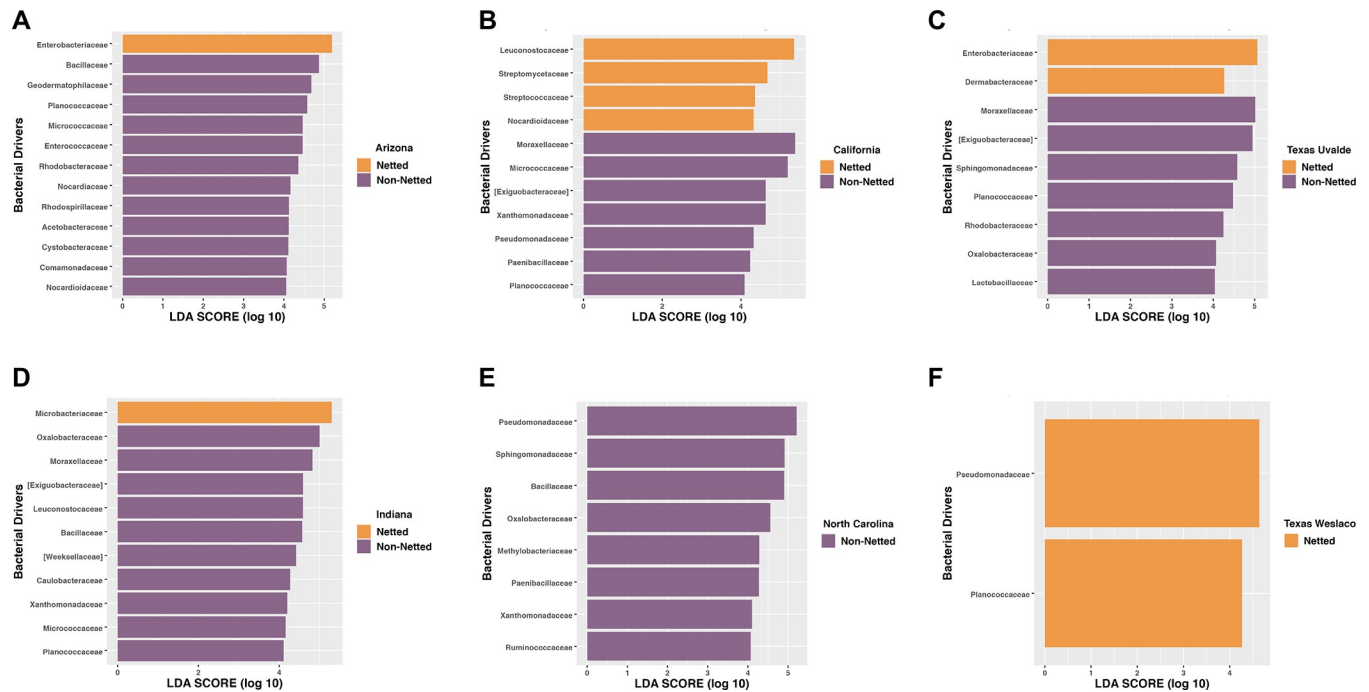 A
Bacterial Drivers
Enterobacteriaceae
Bacillaceae
Geodermatophilaceae
Planococcaceae
Micrococcaceae
Enterococcaceae
Rhodobacteraceae
Nocardiaceae
Rhodospirillaceae
Acetobacteraceae
Cystobacteraceae
Comamonadaceae
Nocardioidaceae
0 1 2 3 4 5
LDA SCORE (log 10)
Arizona
Netted
Non-Netted
B
Bacterial Drivers
Leuconostocaceae
Streptomycetaceae
Streptococcaceae
Nocardioidaceae
Moraxellaceae
Micrococcaceae
[Exiguobacteraceae]
Xanthomonadaceae
Pseudomonadaceae
Paenibacillaceae
Planococcaceae
0 2 4
LDA SCORE (log 10)
California
Netted
Non-Netted
C
Bacterial Drivers
Enterobacteriaceae
Dermabacteraceae
Moraxellaceae
[Exiguobacteraceae]
Sphingomonadaceae
Planococcaceae
Rhodobacteraceae
Oxalobacteraceae
Lactobacillaceae
0 1 2 3 4 5
LDA SCORE (log 10)
Texas Uvalde
Netted
Non-Netted
D
Bacterial Drivers
Microbacteriaceae
Oxalobacteraceae
Moraxellaceae
[Exiguobacteraceae]
Leuconostocaceae
Bacillaceae
[Weeksellaceae]
Caulobacteraceae
Xanthomonadaceae
Micrococcaceae
Planococcaceae
0 2 4
LDA SCORE (log 10)
Indiana
Netted
Non-Netted
E
Bacterial Drivers
Pseudomonadaceae
Sphingomonadaceae
Bacillaceae
Oxalobacteraceae
Methylobacteriaceae
Paenibacillaceae
Xanthomonadaceae
Ruminococcaceae
0 1 2 3 4 5
LDA SCORE (log 10)
North Carolina
Non-Netted
F
Bacterial Drivers
Pseudomonadaceae
Planococcaceae
0 1 2 3 4
LDA SCORE (log 10)
Texas Weslaco
Netted